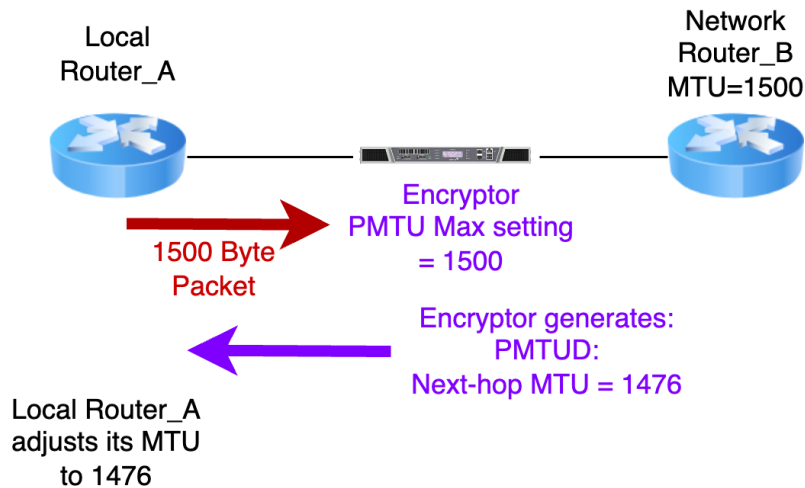 Local
Router_A
Network
Router_B
MTU=1500
Encryptor
PMTU Max setting
= 1500
1500 Byte
Packet
Encryptor generates:
PMTUD:
Next-hop MTU = 1476
Local Router_A
adjusts its MTU
to 1476